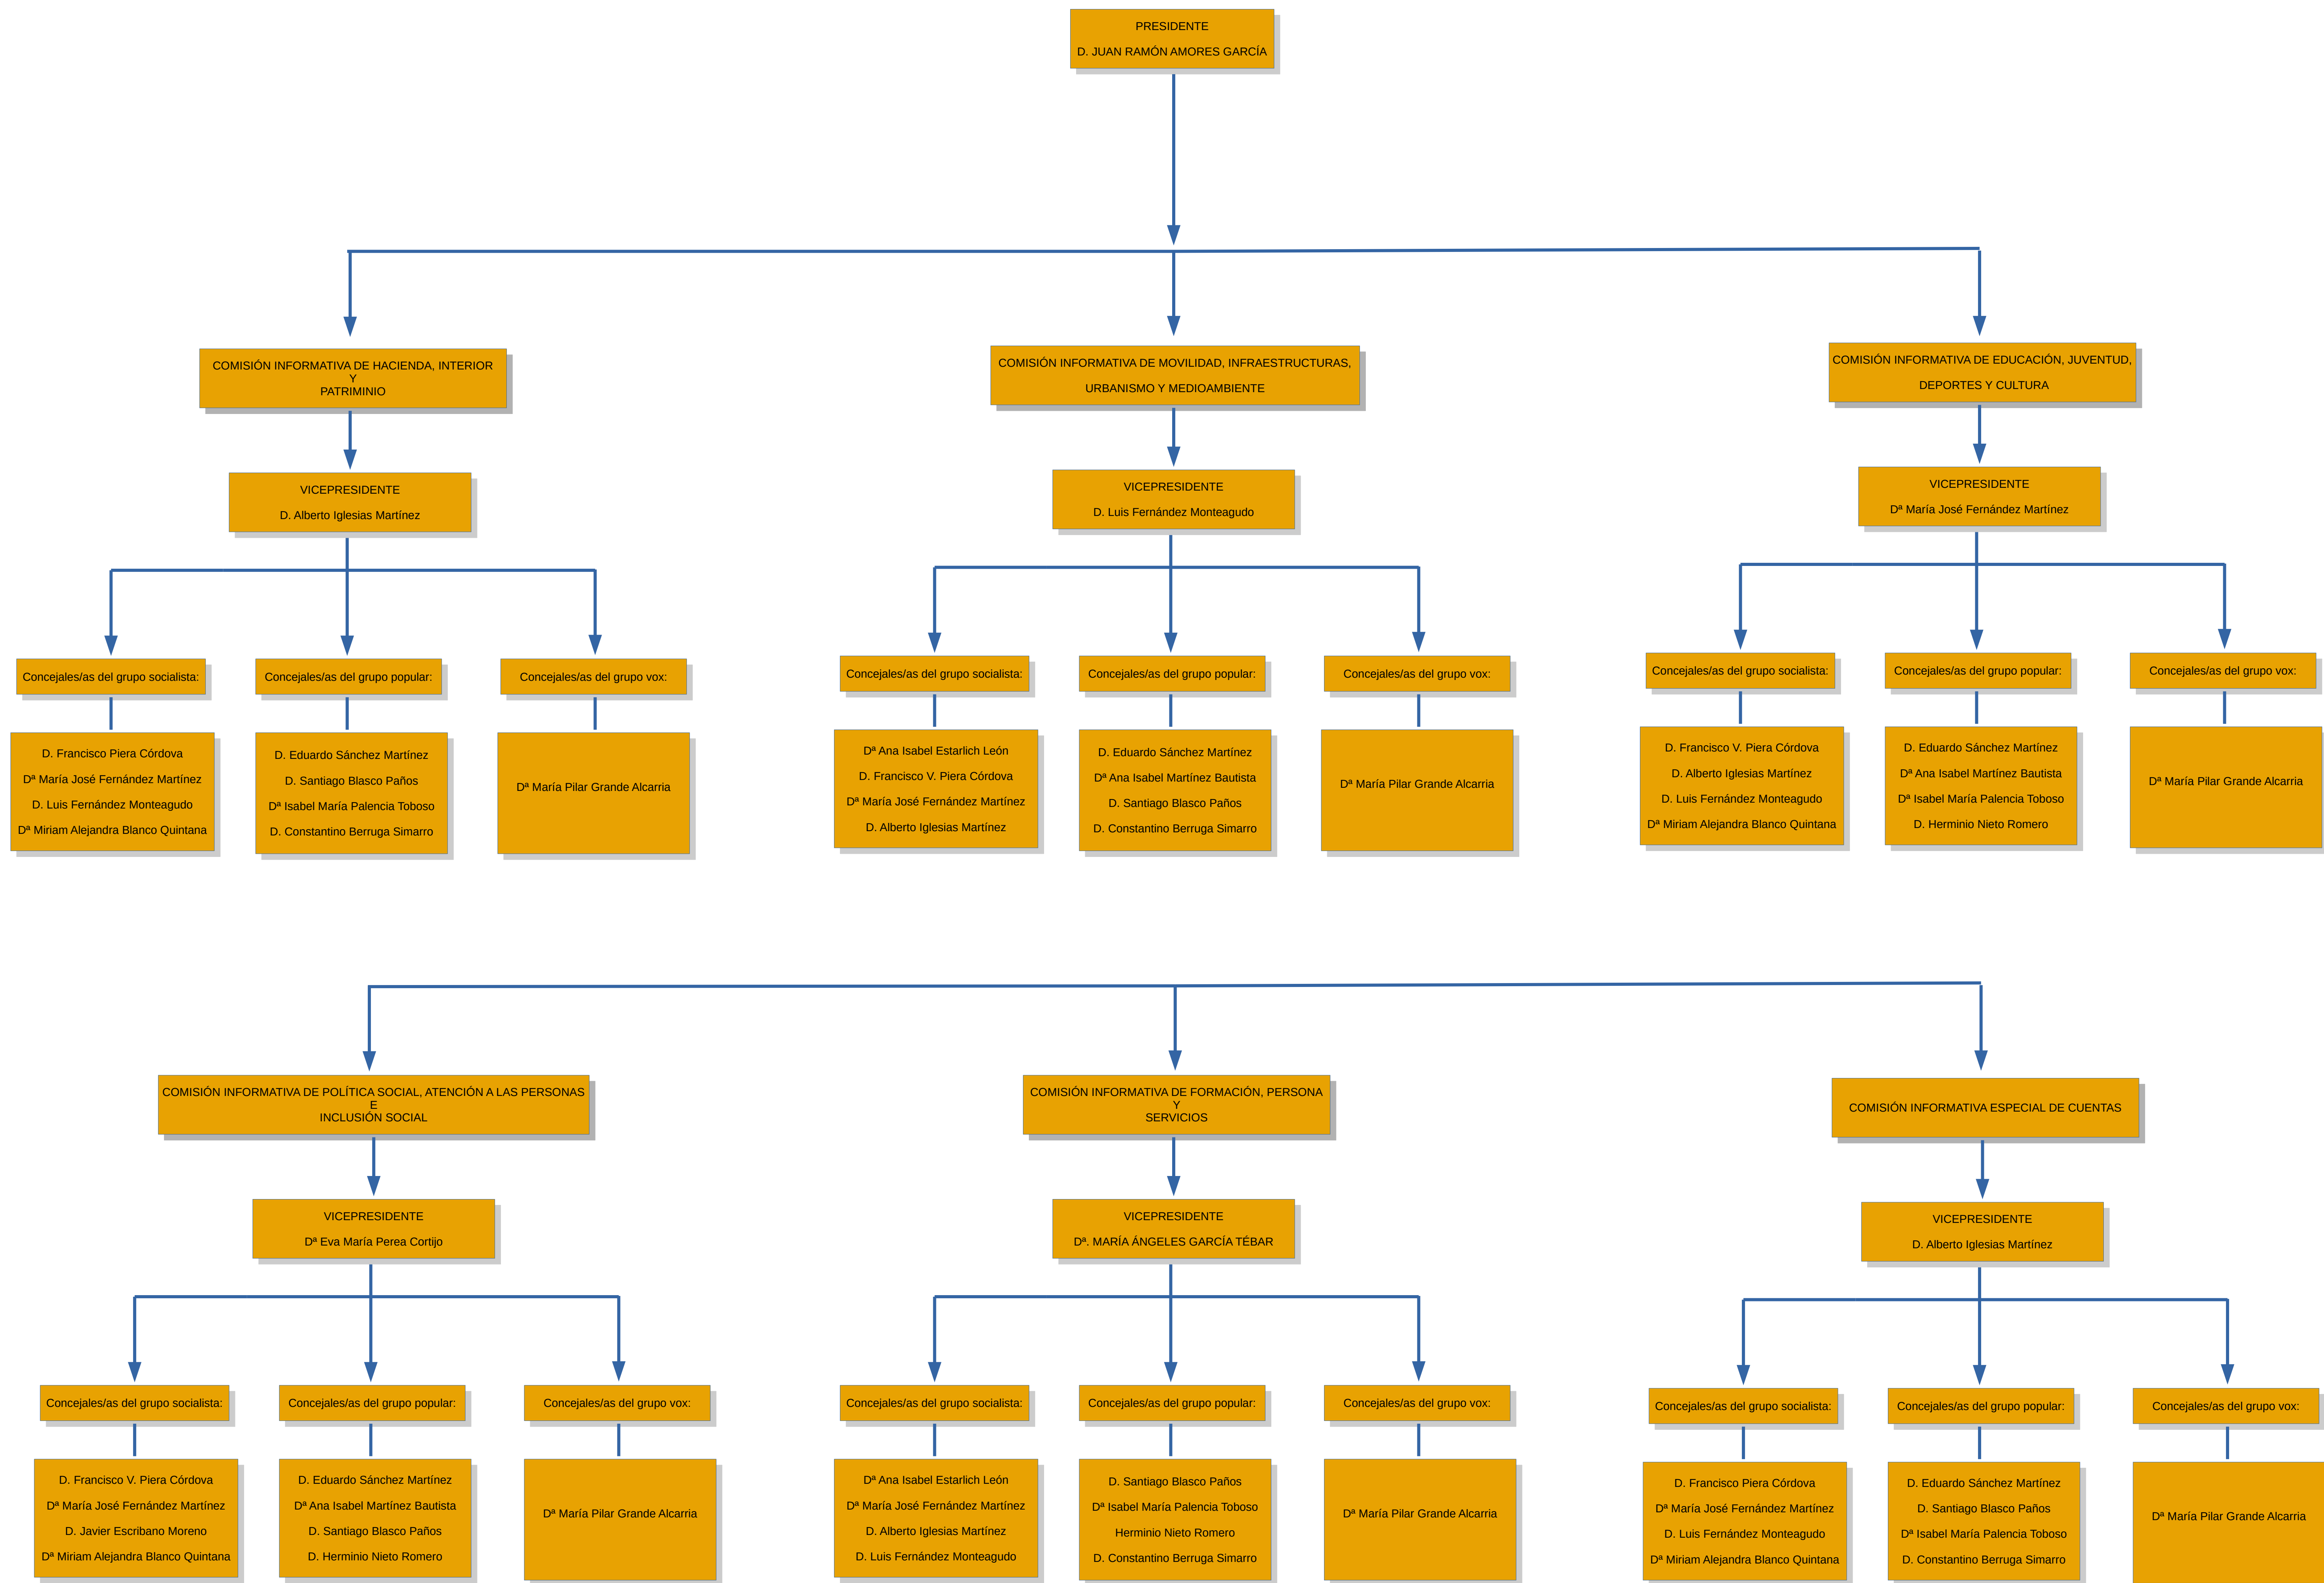 PRESIDENTE
D. JUAN RAMÓN AMORES GARCÍA
COMISIÓN INFORMATIVA DE HACIENDA, INTERIOR
Y
PATRIMINIO
COMISIÓN INFORMATIVA DE MOVILIDAD, INFRAESTRUCTURAS,
URBANISMO Y MEDIOAMBIENTE
COMISIÓN INFORMATIVA DE EDUCACIÓN, JUVENTUD,
DEPORTES Y CULTURA
VICEPRESIDENTE
D. Alberto Iglesias Martínez
VICEPRESIDENTE
D. Luis Fernández Monteagudo
VICEPRESIDENTE
Dª María José Fernández Martínez
Concejales/as del grupo socialista:
Concejales/as del grupo popular:
Concejales/as del grupo vox:
Concejales/as del grupo socialista:
Concejales/as del grupo popular:
Concejales/as del grupo vox:
Concejales/as del grupo socialista:
Concejales/as del grupo popular:
Concejales/as del grupo vox:
D. Francisco Piera Córdova
Dª María José Fernández Martínez
D. Luis Fernández Monteagudo
Dª Miriam Alejandra Blanco Quintana
D. Eduardo Sánchez Martínez
D. Santiago Blasco Paños
Dª Isabel María Palencia Toboso
D. Constantino Berruga Simarro
Dª María Pilar Grande Alcarria
Dª Ana Isabel Estarlich León
D. Francisco V. Piera Córdova
Dª María José Fernández Martínez
D. Alberto Iglesias Martínez
D. Eduardo Sánchez Martínez
Dª Ana Isabel Martínez Bautista
D. Santiago Blasco Paños
D. Constantino Berruga Simarro
Dª María Pilar Grande Alcarria
D. Francisco V. Piera Córdova
D. Alberto Iglesias Martínez
D. Luis Fernández Monteagudo
Dª Miriam Alejandra Blanco Quintana
D. Eduardo Sánchez Martínez
Dª Ana Isabel Martínez Bautista
Dª Isabel María Palencia Toboso
D. Herminio Nieto Romero
Dª María Pilar Grande Alcarria
COMISIÓN INFORMATIVA DE POLÍTICA SOCIAL, ATENCIÓN A LAS PERSONAS
E
INCLUSIÓN SOCIAL
COMISIÓN INFORMATIVA DE FORMACIÓN, PERSONA
Y
SERVICIOS
COMISIÓN INFORMATIVA ESPECIAL DE CUENTAS
VICEPRESIDENTE
Dª Eva María Perea Cortijo
VICEPRESIDENTE
Dª. MARÍA ÁNGELES GARCÍA TÉBAR
VICEPRESIDENTE
D. Alberto Iglesias Martínez
Concejales/as del grupo socialista:
Concejales/as del grupo popular:
Concejales/as del grupo vox:
Concejales/as del grupo socialista:
Concejales/as del grupo popular:
Concejales/as del grupo vox:
Concejales/as del grupo socialista:
Concejales/as del grupo popular:
Concejales/as del grupo vox:
D. Francisco V. Piera Córdova
Dª María José Fernández Martínez
D. Javier Escribano Moreno
Dª Miriam Alejandra Blanco Quintana
D. Eduardo Sánchez Martínez
Dª Ana Isabel Martínez Bautista
D. Santiago Blasco Paños
D. Herminio Nieto Romero
Dª María Pilar Grande Alcarria
Dª Ana Isabel Estarlich León
Dª María José Fernández Martínez
D. Alberto Iglesias Martínez
D. Luis Fernández Monteagudo
D. Santiago Blasco Paños
Dª Isabel María Palencia Toboso
Herminio Nieto Romero
D. Constantino Berruga Simarro
Dª María Pilar Grande Alcarria
D. Francisco Piera Córdova
Dª María José Fernández Martínez
D. Luis Fernández Monteagudo
Dª Miriam Alejandra Blanco Quintana
D. Eduardo Sánchez Martínez
D. Santiago Blasco Paños
Dª Isabel María Palencia Toboso
D. Constantino Berruga Simarro
Dª María Pilar Grande Alcarria